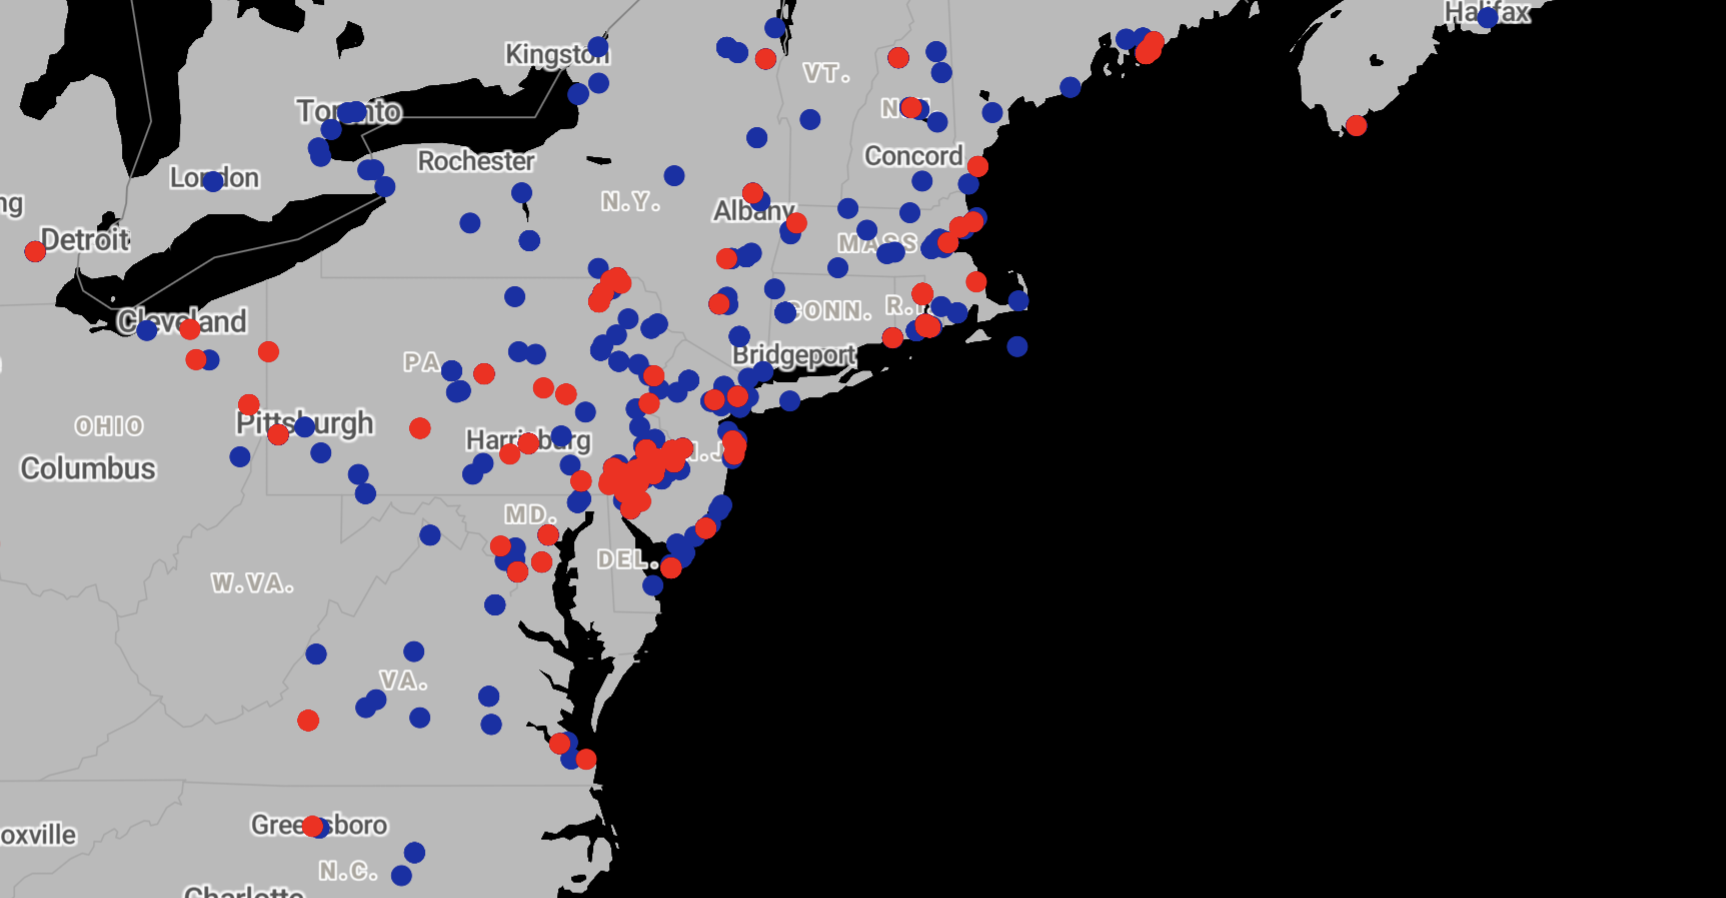 Halifax
Kingston
VT.
Toronto
N.H.
Rochester
Concord
London
N.Y.
ng
Albany
Detroit
MASS
Cleveland
CONN.
R.I.
PA
Bridgeport
OHIO
Pittsburgh
Harrisburg
N.J.
Columbus
MD.
DEL.
W.VA.
VA.
Greensboro
oxville
N.C.
Charlotte